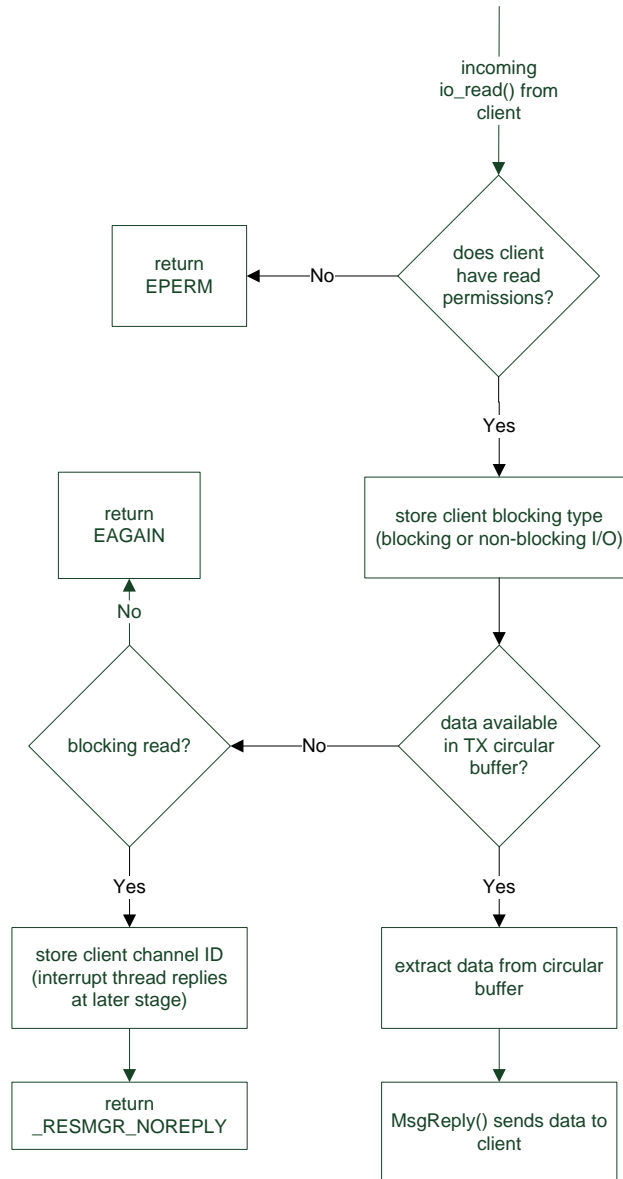 incoming
io_read() from
client
does client
have read
permissions?
No
return
EPERM
Yes
store client blocking type
(blocking or non-blocking I/O)
return
EAGAIN
No
data available
in TX circular
buffer?
No
blocking read?
Yes
Yes
store client channel ID
(interrupt thread replies
at later stage)
extract data from circular
buffer
return
_RESMGR_NOREPLY
MsgReply() sends data to
client